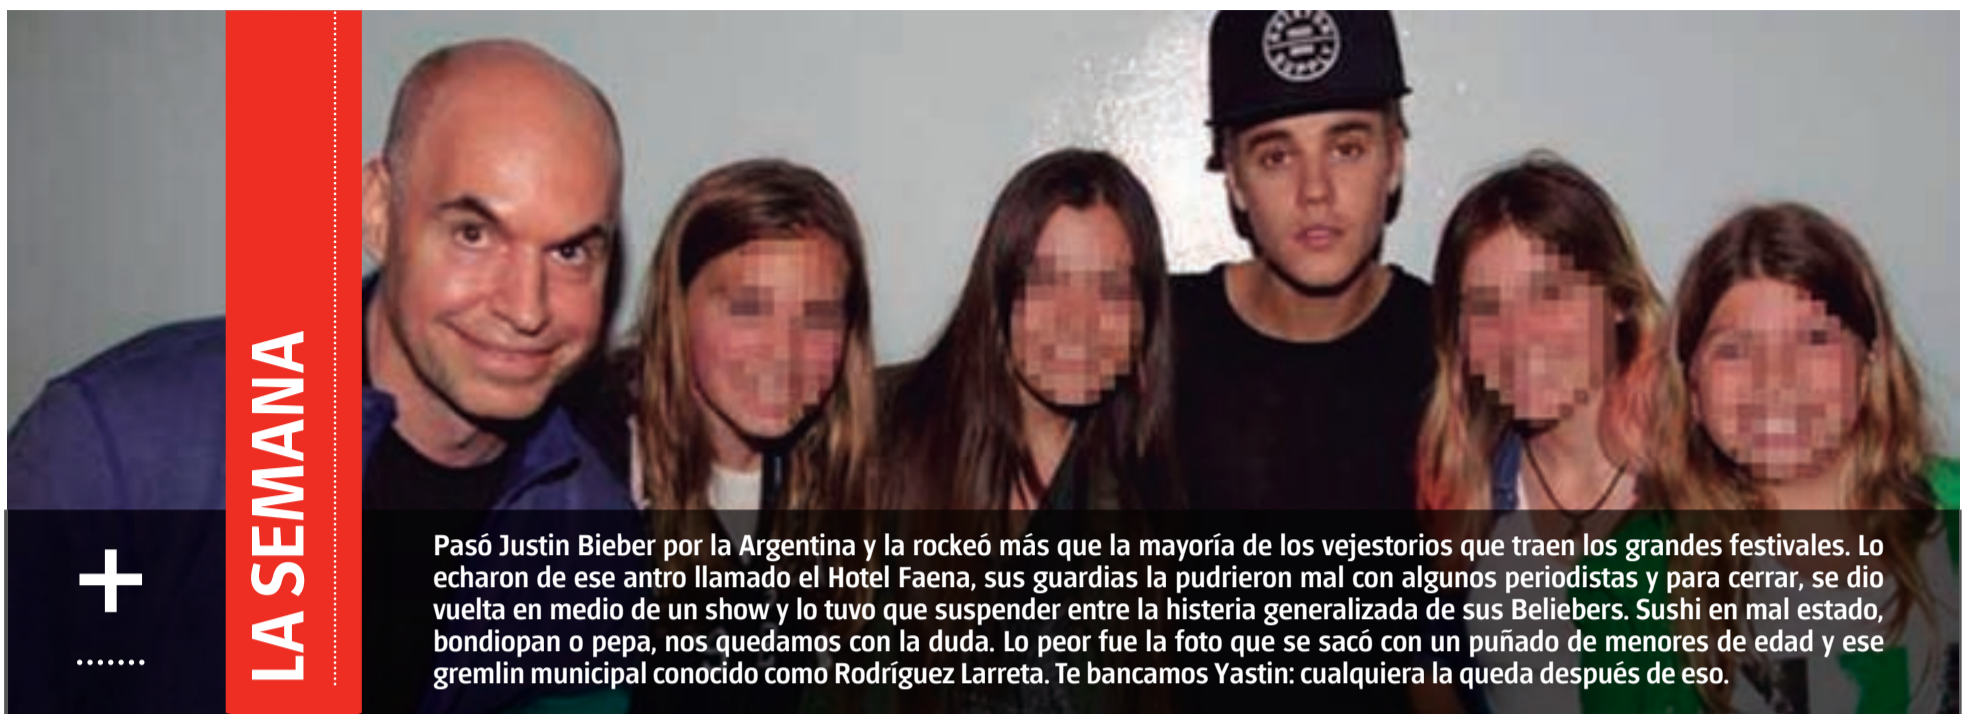 LA SEMANA
+
Pasó Justin Bieber por la Argentina y la rockeó más que la mayoría de los vejestorios que traen los grandes festivales. Lo
echaron de ese antro llamado el Hotel Faena, sus guardias la pudrieron mal con algunos periodistas y para cerrar, se dio
vuelta en medio de un show y lo tuvo que suspender entre la histeria generalizada de sus Beliebers. Sushi en mal estado,
bondiopan o pepa, nos quedamos con la duda. Lo peor fue la foto que se sacó con un puñado de menores de edad y ese
gremlin municipal conocido como Rodríguez Larreta. Te bancamos Yastin: cualquiera la queda después de eso.